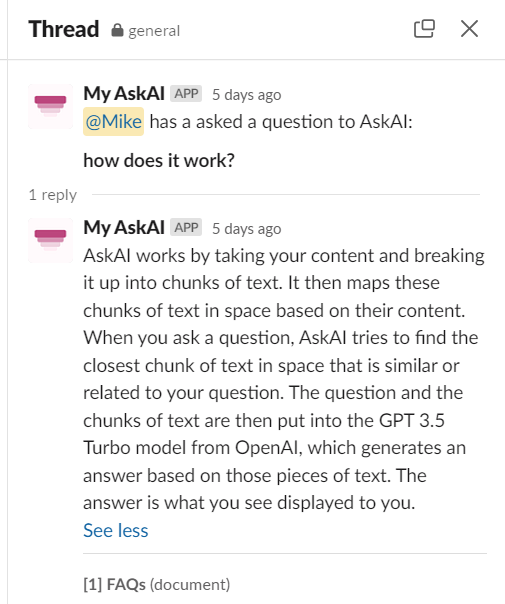 Thread general
My AskAI APP 5 days ago
@Mike has a asked a question to AskAI:
how does it work?
1 reply
My AskAI APP 5 days ago
AskAI works by taking your content and breaking
it up into chunks of text. It then maps these
chunks of text in space based on their content.
When you ask a question, AskAI tries to find the
closest chunk of text in space that is similar or
related to your question. The question and the
chunks of text are then put into the GPT 3.5
Turbo model from OpenAI, which generates an
answer based on those pieces of text. The
answer is what you see displayed to you.
See less
[1] FAQs (document)